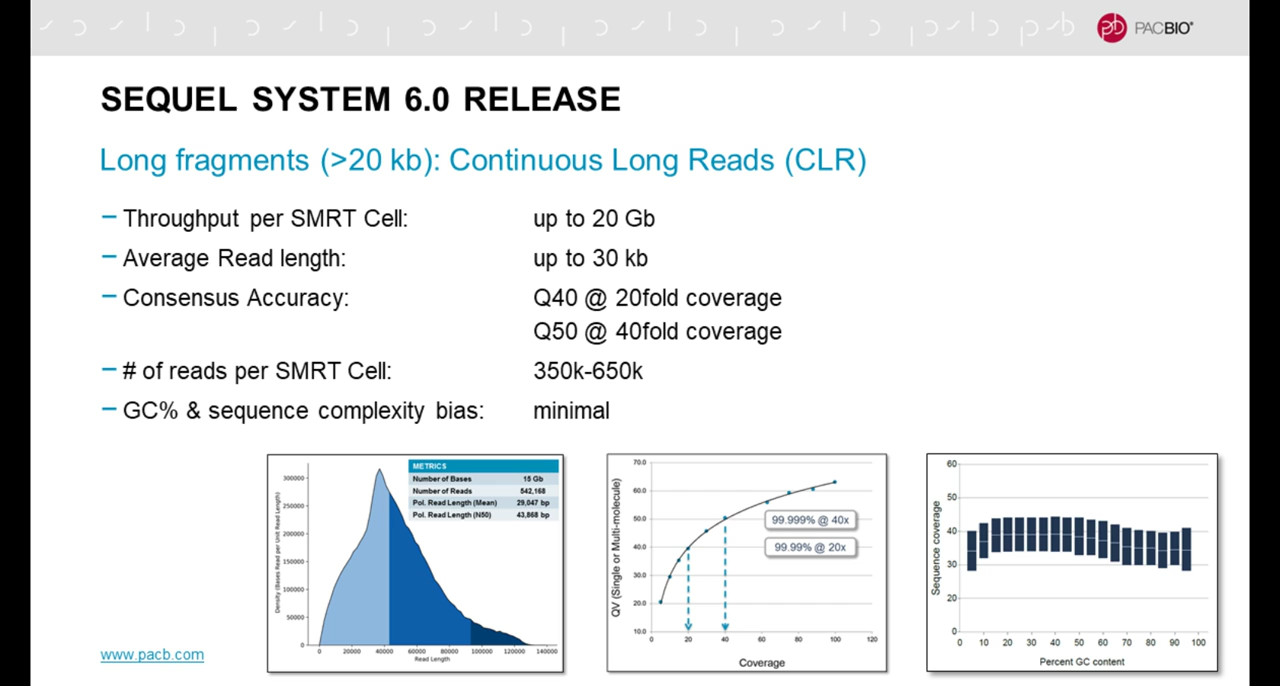 PACBIO®
SEQUEL SYSTEM 6.0 RELEASE
Long fragments (>20 kb): Continuous Long Reads (CLR)
– Throughput per SMRT Cell: up to 20 Gb
– Average Read length: up to 30 kb
– Consensus Accuracy: Q40 @ 20fold coverage
Q50 @ 40fold coverage
– # of reads per SMRT Cell: 350k-650k
– GC% & sequence complexity bias: minimal
METRICS
Number of Bases 15 Gb
Number of Reads 542,168
Pol. Read Length (Mean) 29,047 bp
Pol. Read Length (N50) 43,868 bp
Density (Bases Read per Unit Read Length)
300000
250000
200000
150000
100000
50000
0
0 20000 40000 60000 80000 100000 120000 140000
Read Length
QV (Single or Multi-molecule)
70.0
60.0
50.0
40.0
30.0
20.0
10.0
99.999% @ 40x
99.99% @ 20x
0 20 40 60 80 100 120
Coverage
Sequence coverage
60
50
40
30
20
0
0 10 20 30 40 50 60 70 80 90 100
Percent GC content
www.pacb.com